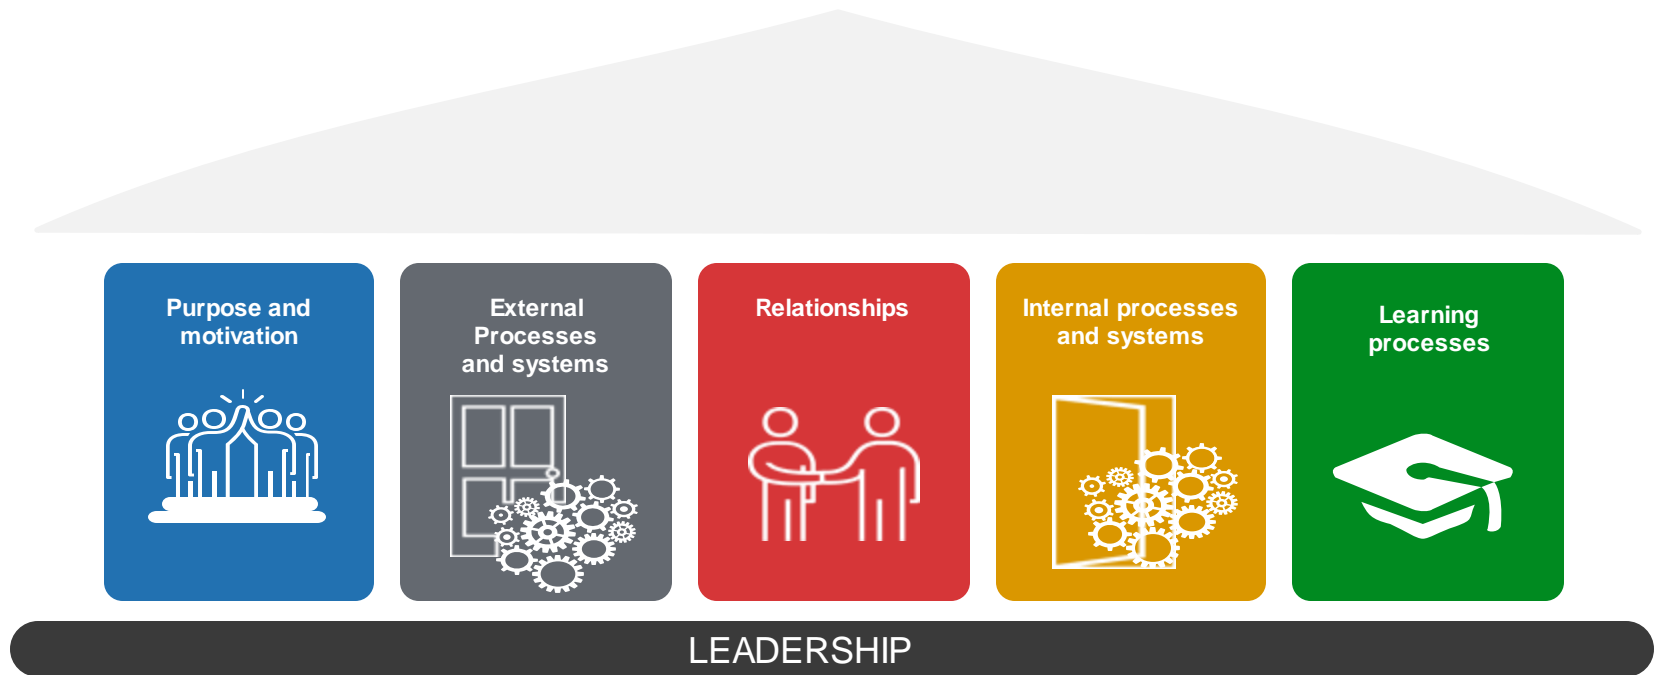 Purpose and
motivation
External
Processes
and systems
Relationships
Internal processes
and systems
Learning
processes
LEADERSHIP